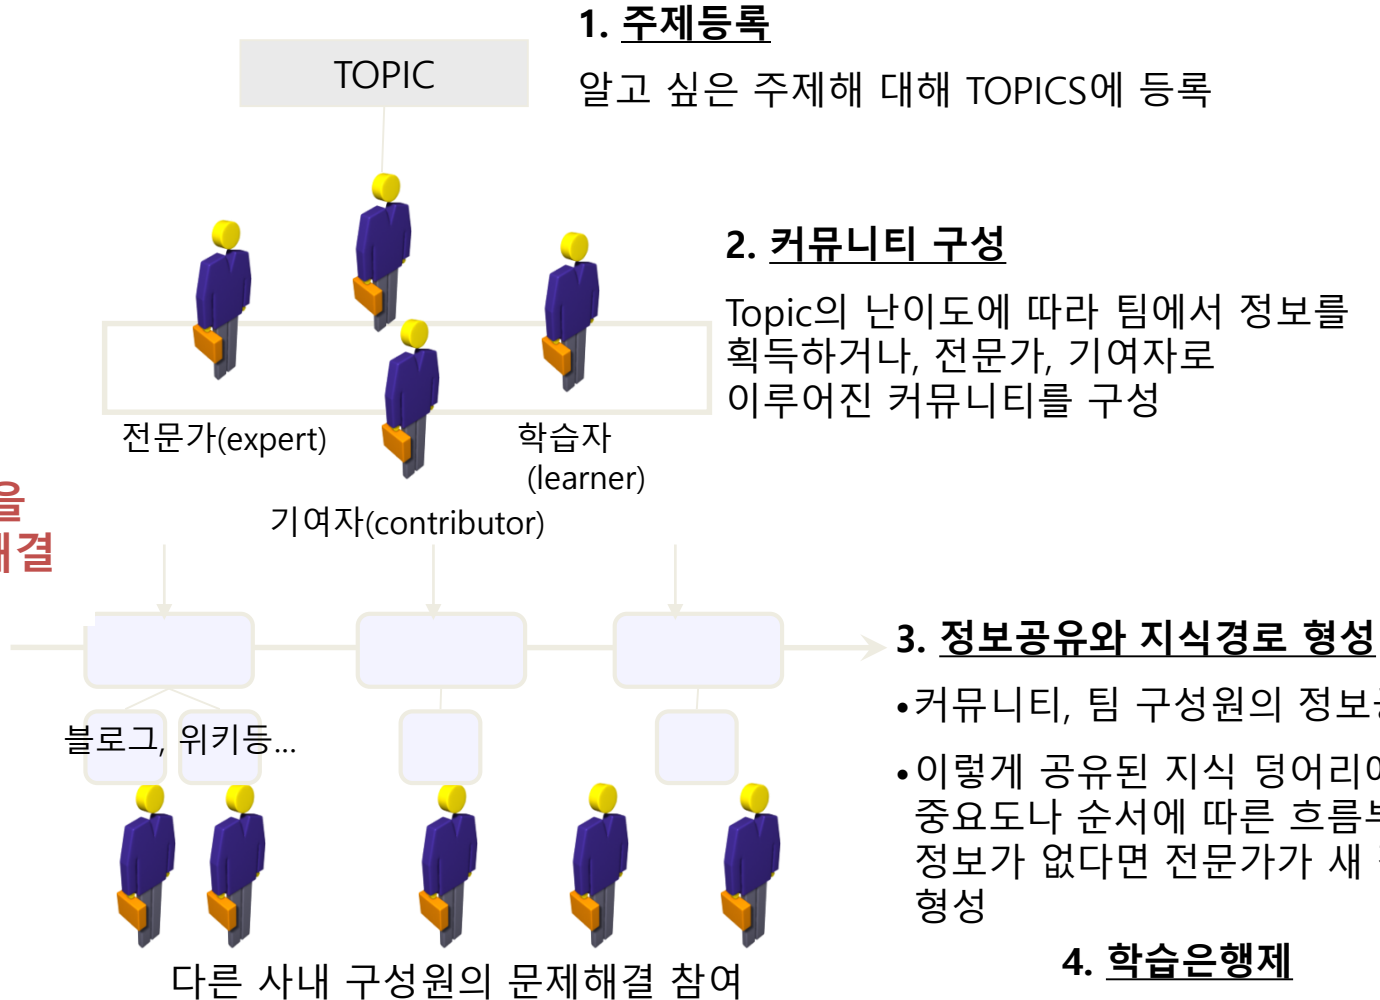 1. 주제등록
TOPIC
알고 싶은 주제해 대해 TOPICS에 등록
2. 커뮤니티 구성
Topic의 난이도에 따라 팀에서 정보를
획득하거나, 전문가, 기여자로
이루어진 커뮤니티를 구성
전문가(expert)
학습자
(learner)
기여자(contributor)
을
해결
3. 정보공유와 지식경로 형성
•커뮤니티, 팀 구성원의 정보
블로그, 위키등...
•이렇게 공유된 지식 덩어리에
중요도나 순서에 따른 흐름
정보가 없다면 전문가가 새
형성
4. 학습은행제
다른 사내 구성원의 문제해결 참여